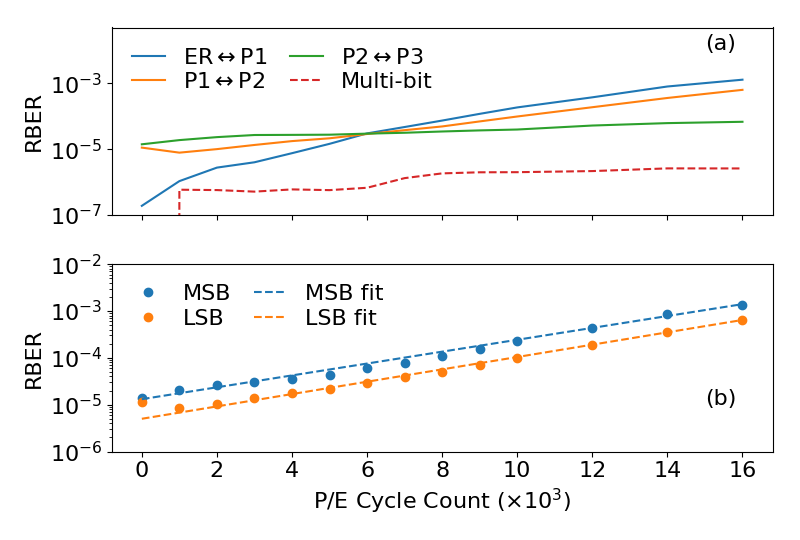 (a)
ER↔P1 P2↔P3
P1↔P2 Multi-bit
10⁻³
10⁻⁵
10⁻⁷
RBER
10⁻²
MSB MSB fit
LSB LSB fit
10⁻³
10⁻⁴
10⁻⁵
10⁻⁶
RBER
(b)
0 2 4 6 8 10 12 14 16
P/E Cycle Count (×10³)